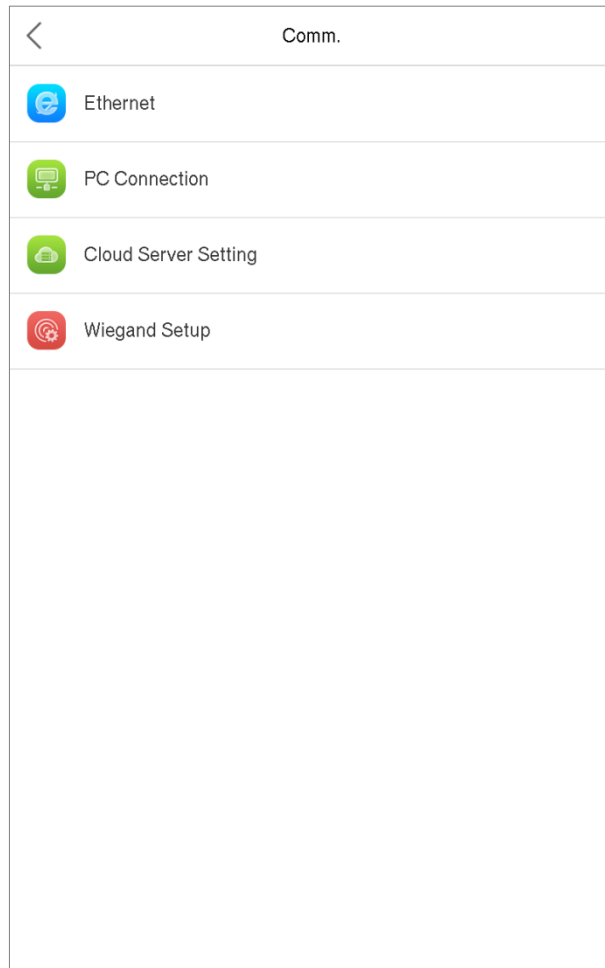 Comm.
Ethernet
PC Connection
Cloud Server Setting
Wiegand Setup